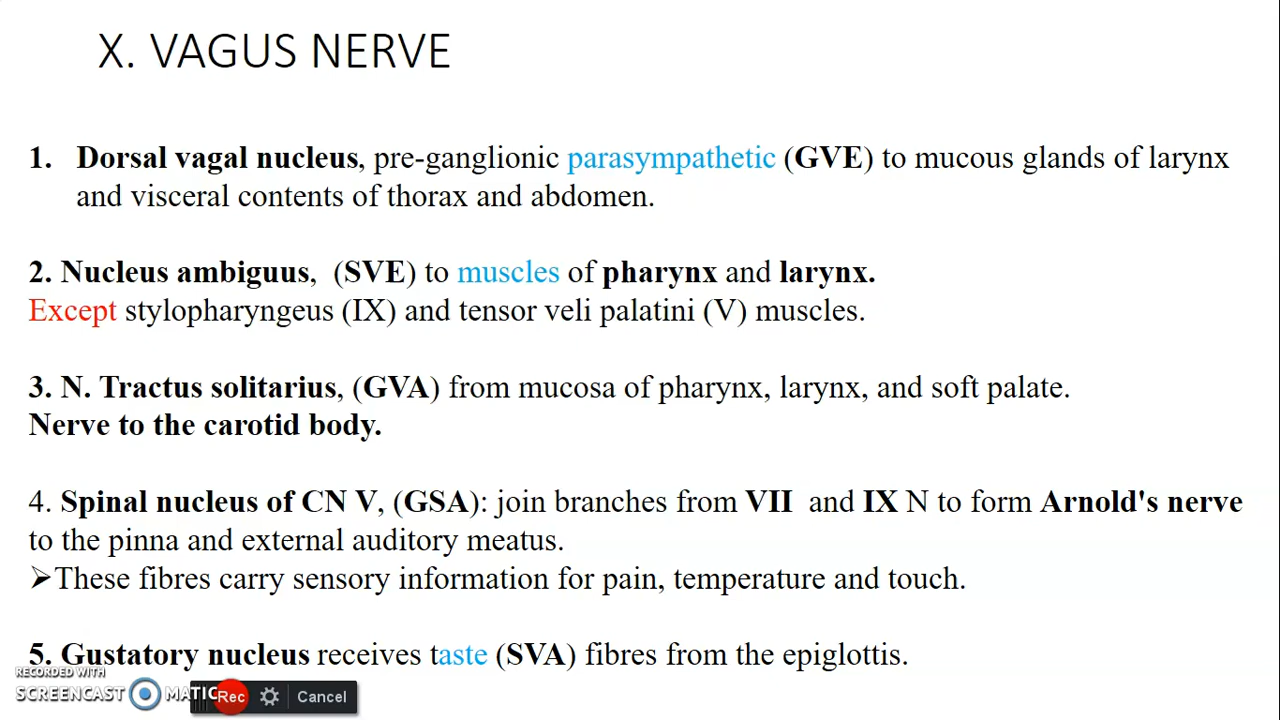 X. VAGUS NERVE
1. Dorsal vagal nucleus, pre-ganglionic parasympathetic (GVE) to mucous glands of larynx
and visceral contents of thorax and abdomen.
2. Nucleus ambiguus, (SVE) to muscles of pharynx and larynx.
Except stylopharyngeus (IX) and tensor veli palatini (V) muscles.
3. N. Tractus solitarius, (GVA) from mucosa of pharynx, larynx, and soft palate.
Nerve to the carotid body.
4. Spinal nucleus of CN V, (GSA): join branches from VII and IX N to form Arnold's nerve
to the pinna and external auditory meatus.
➢These fibres carry sensory information for pain, temperature and touch.
5. Gustatory nucleus receives taste (SVA) fibres from the epiglottis.
RECORDED WITH
SCREENCAST MATIC
Rec Cancel